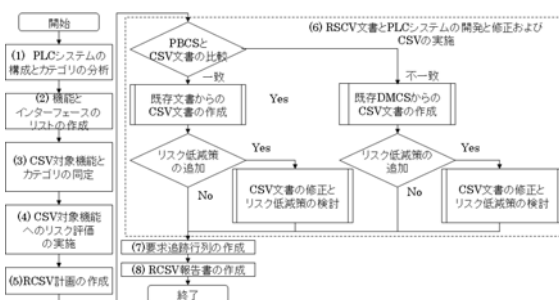 開始
(1) PLCシステムの
構成とカテゴリの分析
(2) 機能と
インターフェースの
リストの作成
(3) CSV対象機能と
カテゴリの同定
(4) CSV対象機能
へのリスク評価
の実施
(5)RCSV計画の作成
(6) RSCV文書とPLCシステムの開発と修正および
CSVの実施
PBCSと
CSV文書の比較
一致
不一致
既存文書からの
CSV文書の作成
Yes
既存DMCSからの
CSV文書の作成
リスク低減策
の追加
Yes
No
CSV文書の修正と
リスク低減策の検討
リスク低減策の
追加
Yes
No
CSV文書の修正と
リスク低減策の検討
(7)要求追跡行列の作成
(8) RCSV報告書の作成
終了